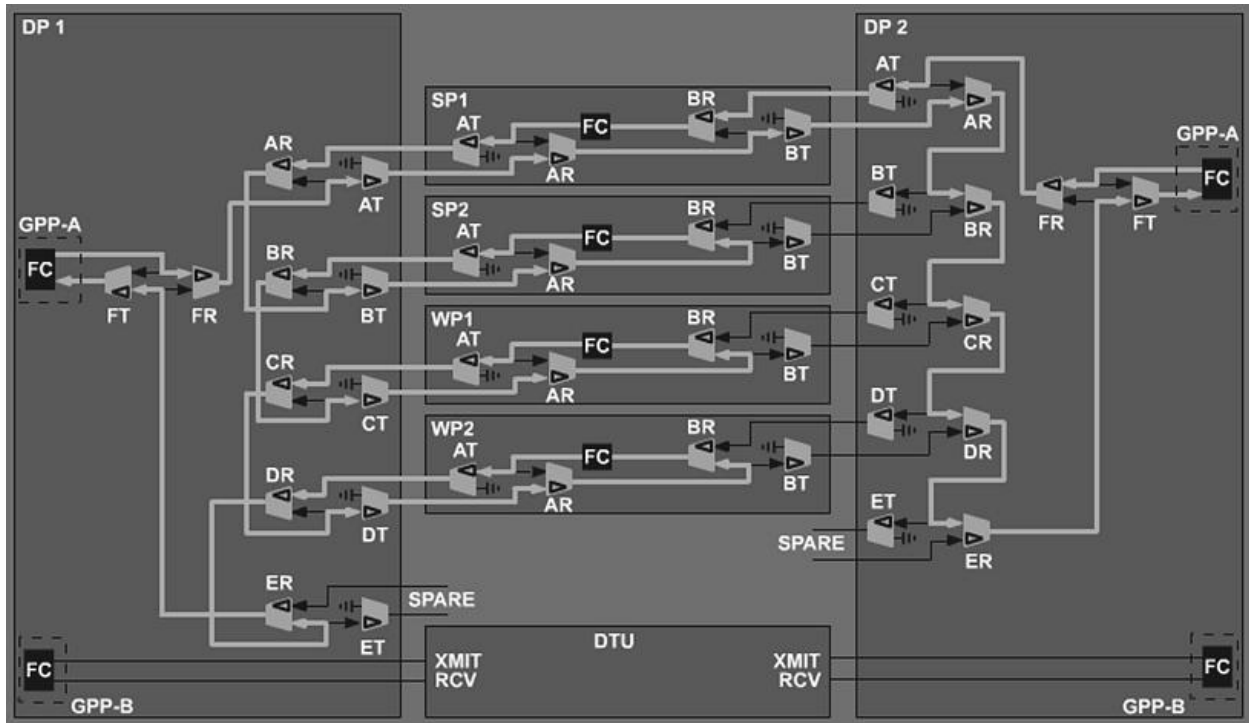 DP 1
DP 2
AT
SP1
BR
AT
FC
AR
BT
AR
GPP-A
FC
AR
AT
BT
BR
FR
FT
SP2
BR
AT
FC
AR
BT
GPP-A
FC
FT
FR
BR
BT
CT
CR
WP1
BR
AT
FC
AR
BT
CR
CT
DT
DR
WP2
BR
AT
FC
AR
BT
DR
DT
ET
ER
SPARE
ER
ET
SPARE
DTU
XMIT
RCV
XMIT
RCV
FC
GPP-B
FC
GPP-B